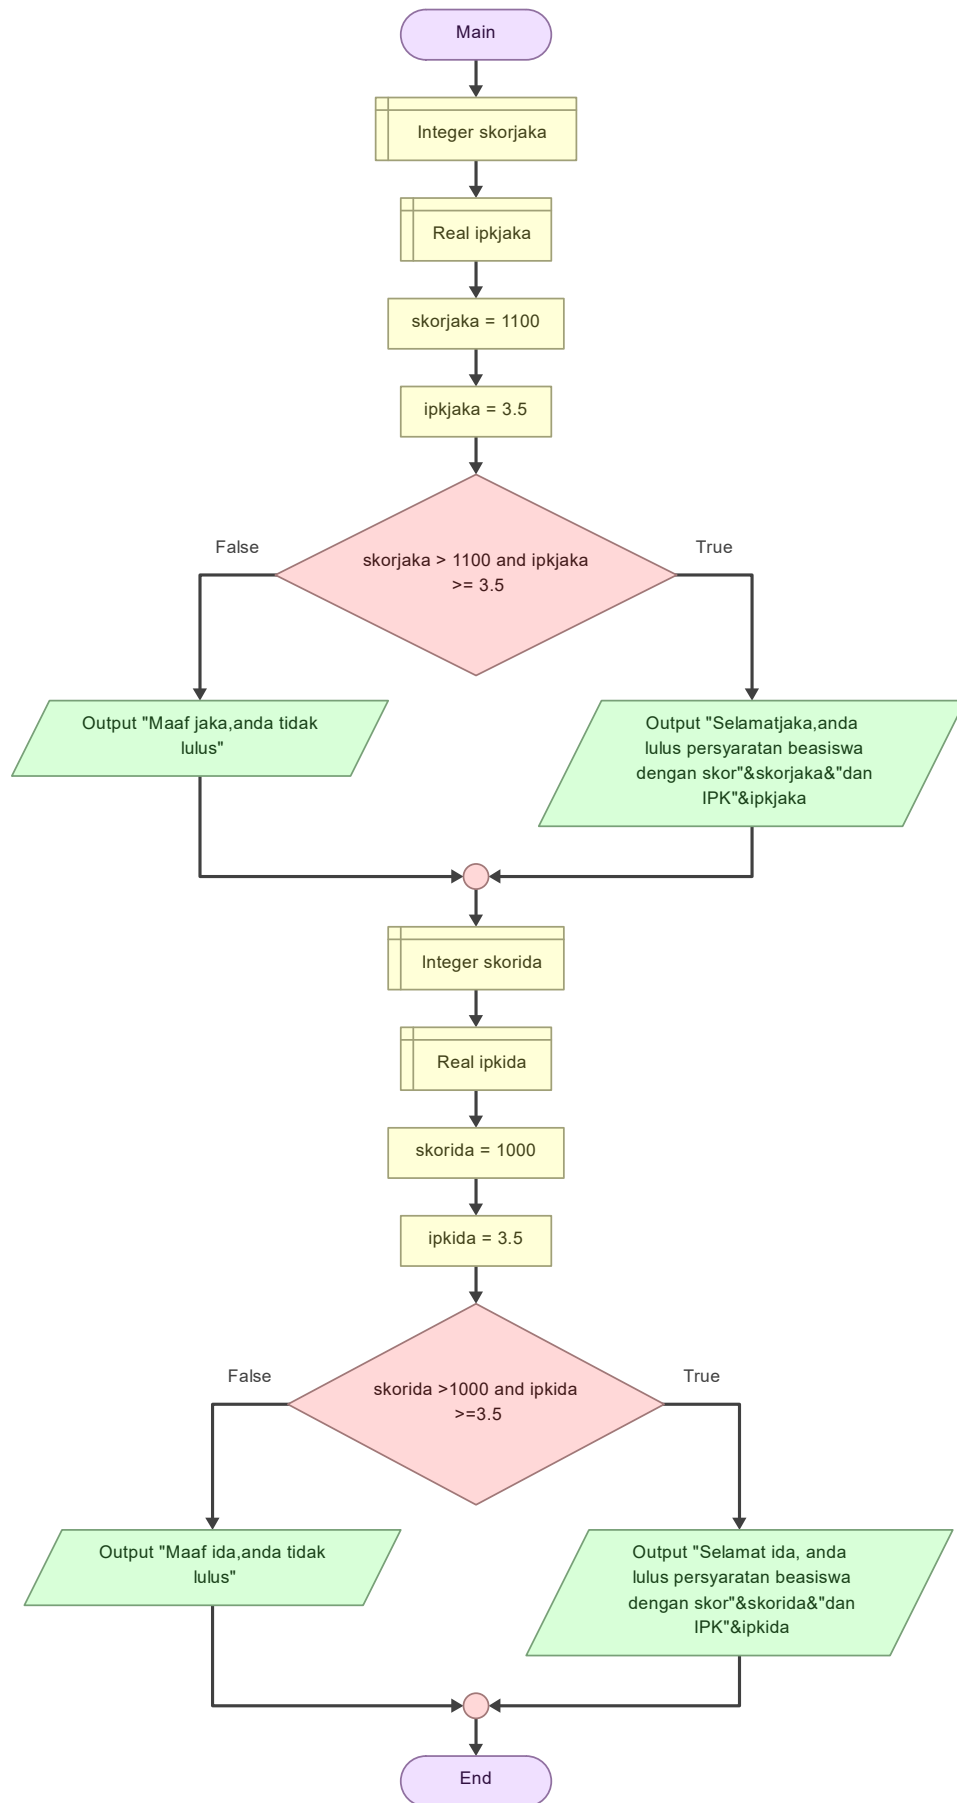 Main
Integer skorjaka
Real ipkjaka
skorjaka = 1100
ipkjaka = 3.5
False
True
skorjaka > 1100 and ipkjaka
>= 3.5
Output "Maaf jaka,anda tidak
lulus"
Output "Selamatjaka,anda
lulus persyaratan beasiswa
dengan skor"&skorjaka&"dan
IPK"&ipkjaka
Integer skorida
Real ipkida
skorida = 1000
ipkida = 3.5
False
True
skorida >1000 and ipkida
>=3.5
Output "Maaf ida,anda tidak
lulus"
Output "Selamat ida, anda
lulus persyaratan beasiswa
dengan skor"&skorida&"dan
IPK"&ipkida
End